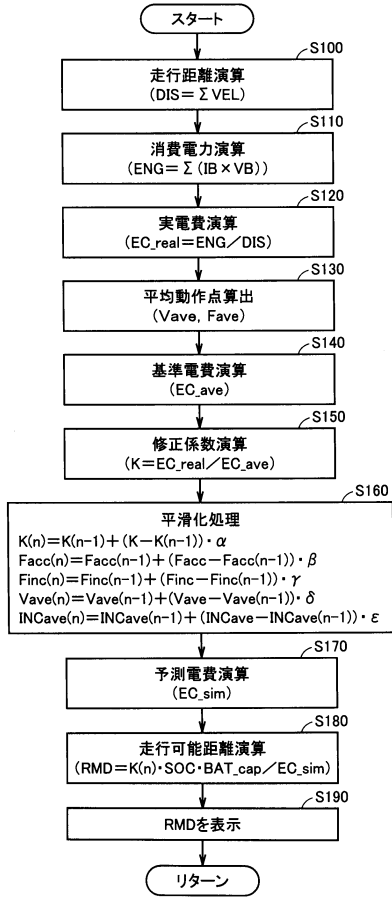 スタート
S100
走行距離演算
(DIS=ΣVEL)
S110
消費電力演算
(ENG=Σ(IB×VB))
S120
実電費演算
(EC_real=ENG/DIS)
S130
平均動作点算出
(Vave, Fave)
S140
基準電費演算
(EC_ave)
S150
修正係数演算
(K=EC_real/EC_ave)
S160
平滑化処理
K(n)=K(n-1)+(K-K(n-1))・α
Facc(n)=Facc(n-1)+(Facc-Facc(n-1))・β
Finc(n)=Finc(n-1)+(Finc-Finc(n-1))・γ
Vave(n)=Vave(n-1)+(Vave-Vave(n-1))・δ
INCave(n)=INCave(n-1)+(INCave-INCave(n-1))・ε
S170
予測電費演算
(EC_sim)
S180
走行可能距離演算
(RMD=K(n)・SOC・BAT_cap/EC_sim)
S190
RMDを表示
リターン